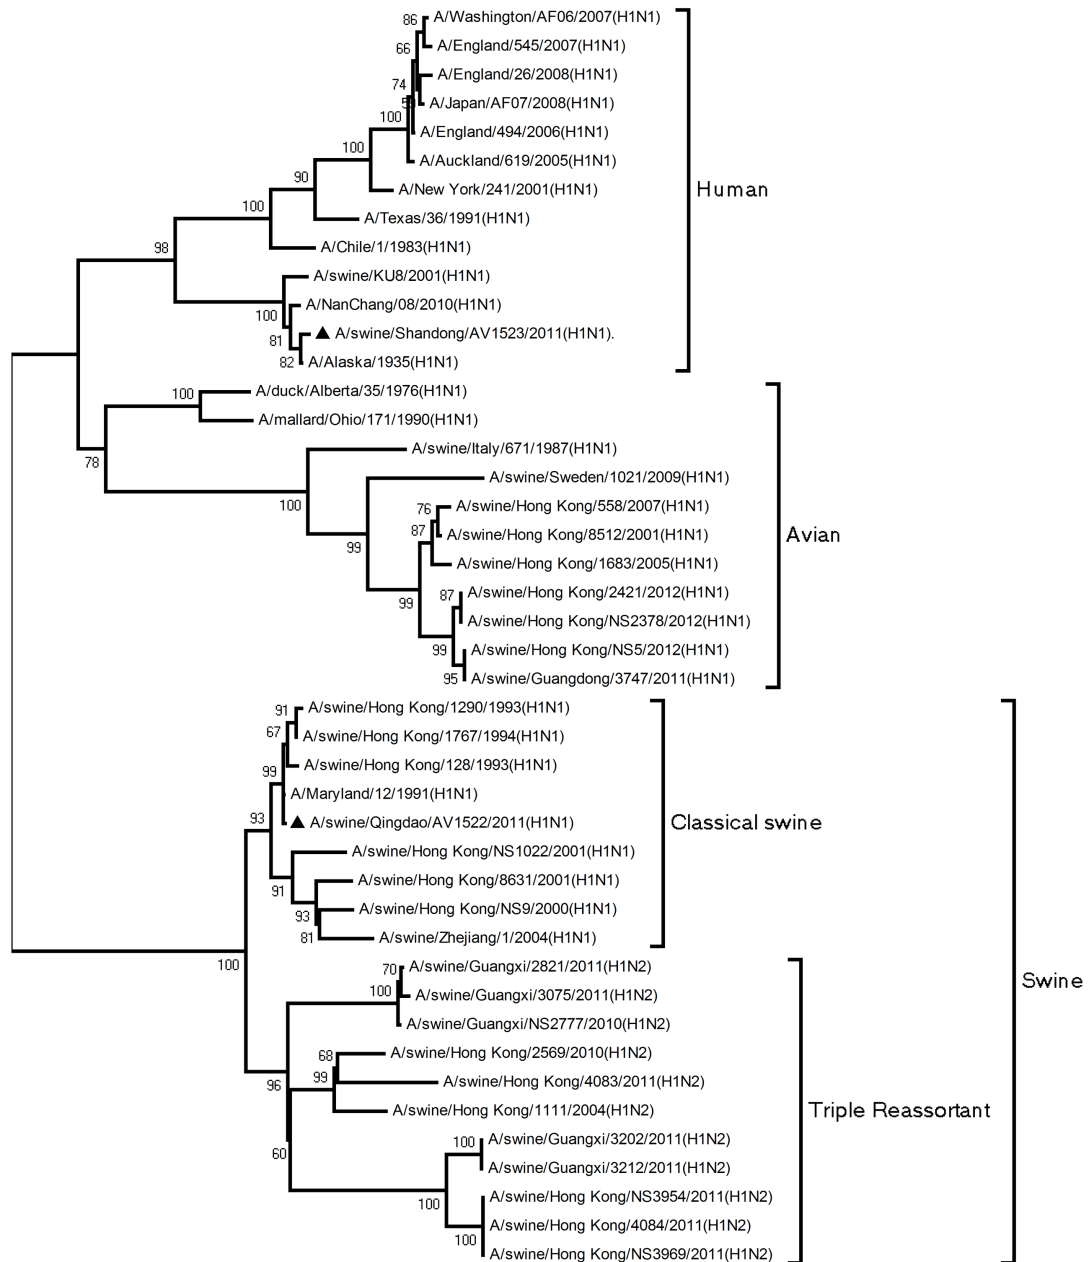 86
A/Washington/AF06/2007(H1N1)
A/England/545/2007(H1N1)
66
A/England/26/2008(H1N1)
74
A/Japan/AF07/2008(H1N1)
100
A/England/494/2006(H1N1)
100
A/Auckland/619/2005(H1N1)
90
A/New York/241/2001(H1N1)
Human
100
A/Texas/36/1991(H1N1)
98
A/Chile/1/1983(H1N1)
A/swine/KU8/2001(H1N1)
100
A/NanChang/08/2010(H1N1)
81
▲ A/swine/Shandong/AV1523/2011(H1N1).
82
A/Alaska/1935(H1N1)
100
A/duck/Alberta/35/1976(H1N1)
A/mallard/Ohio/171/1990(H1N1)
78
A/swine/Italy/671/1987(H1N1)
A/swine/Sweden/1021/2009(H1N1)
100
76
A/swine/Hong Kong/558/2007(H1N1)
87
A/swine/Hong Kong/8512/2001(H1N1)
Avian
99
A/swine/Hong Kong/1683/2005(H1N1)
99
87
A/swine/Hong Kong/2421/2012(H1N1)
A/swine/Hong Kong/NS2378/2012(H1N1)
99
A/swine/Hong Kong/NS5/2012(H1N1)
95
A/swine/Guangdong/3747/2011(H1N1)
91
A/swine/Hong Kong/1290/1993(H1N1)
67
A/swine/Hong Kong/1767/1994(H1N1)
99
A/swine/Hong Kong/128/1993(H1N1)
A/Maryland/12/1991(H1N1)
93
▲ A/swine/Qingdao/AV1522/2011(H1N1)
Classical swine
A/swine/Hong Kong/NS1022/2001(H1N1)
91
A/swine/Hong Kong/8631/2001(H1N1)
93
A/swine/Hong Kong/NS9/2000(H1N1)
81
A/swine/Zhejiang/1/2004(H1N1)
100
70
A/swine/Guangxi/2821/2011(H1N2)
Swine
100
A/swine/Guangxi/3075/2011(H1N2)
A/swine/Guangxi/NS2777/2010(H1N2)
68
A/swine/Hong Kong/2569/2010(H1N2)
96
99
A/swine/Hong Kong/4083/2011(H1N2)
A/swine/Hong Kong/1111/2004(H1N2)
Triple Reassortant
60
100
A/swine/Guangxi/3202/2011(H1N2)
A/swine/Guangxi/3212/2011(H1N2)
100
A/swine/Hong Kong/NS3954/2011(H1N2)
A/swine/Hong Kong/4084/2011(H1N2)
100
A/swine/Hong Kong/NS3969/2011(H1N2)